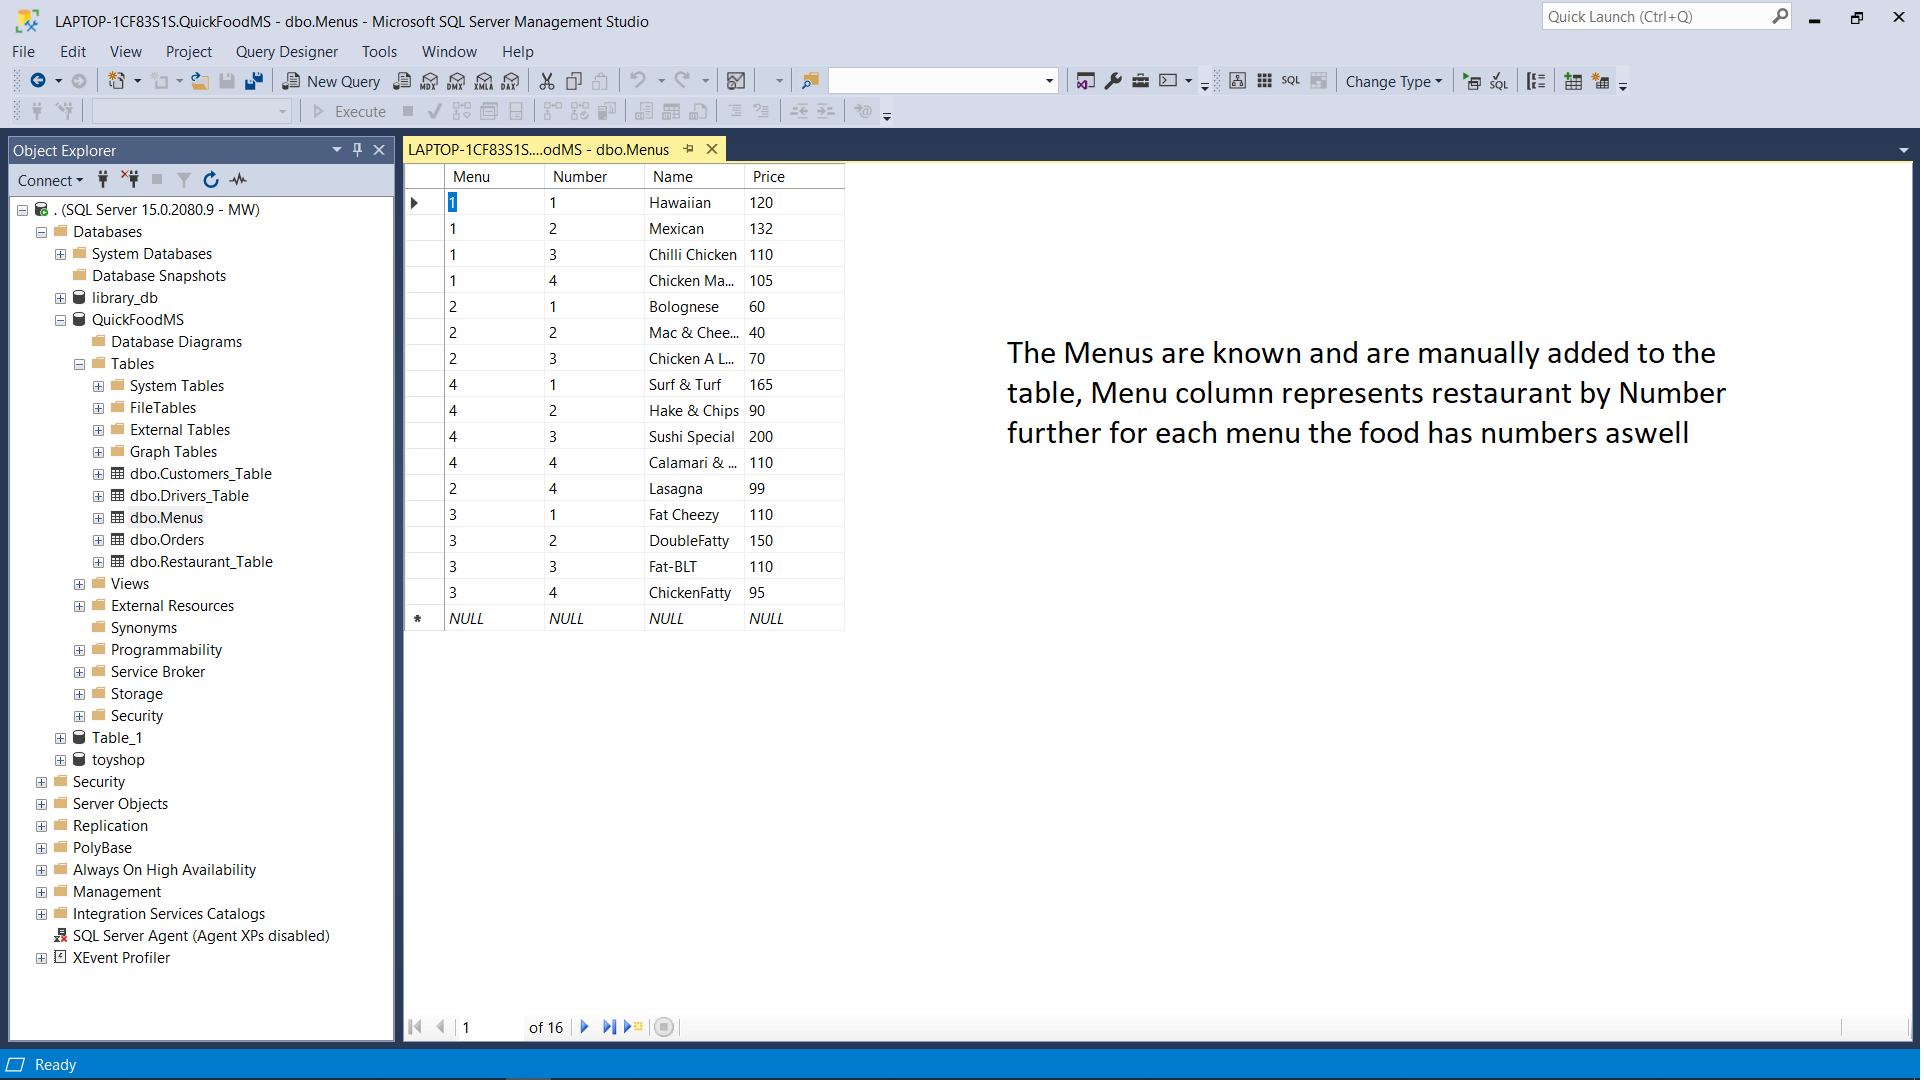 LAPTOP-1CF83S1S.QuickFoodMS - dbo.Menus - Microsoft SQL Server Management Studio
Quick Launch (Ctrl+Q)
File Edit View Project Query Designer Tools Window Help
New Query MDX DMX XMLA DAX SQL Change Type SQL
Execute
Object Explorer
Connect
. (SQL Server 15.0.2080.9 - MW)
Databases
System Databases
Database Snapshots
library_db
QuickFoodMS
Database Diagrams
Tables
System Tables
FileTables
External Tables
Graph Tables
dbo.Customers_Table
dbo.Drivers_Table
dbo.Menus
dbo.Orders
dbo.Restaurant_Table
Views
External Resources
Synonyms
Programmability
Service Broker
Storage
Security
Table_1
toyshop
Security
Server Objects
Replication
PolyBase
Always On High Availability
Management
Integration Services Catalogs
SQL Server Agent (Agent XPs disabled)
XEvent Profiler
LAPTOP-1CF83S1S....odMS - dbo.Menus
Menu Number Name Price
1 1 Hawaiian 120
1 2 Mexican 132
1 3 Chilli Chicken 110
1 4 Chicken Ma... 105
2 1 Bolognese 60
2 2 Mac & Chee... 40
2 3 Chicken A L... 70
4 1 Surf & Turf 165
4 2 Hake & Chips 90
4 3 Sushi Special 200
4 4 Calamari & ... 110
2 4 Lasagna 99
3 1 Fat Cheezy 110
3 2 DoubleFatty 150
3 3 Fat-BLT 110
3 4 ChickenFatty 95
NULL NULL NULL NULL
The Menus are known and are manually added to the
table, Menu column represents restaurant by Number
further for each menu the food has numbers aswell
1 of 16
Ready